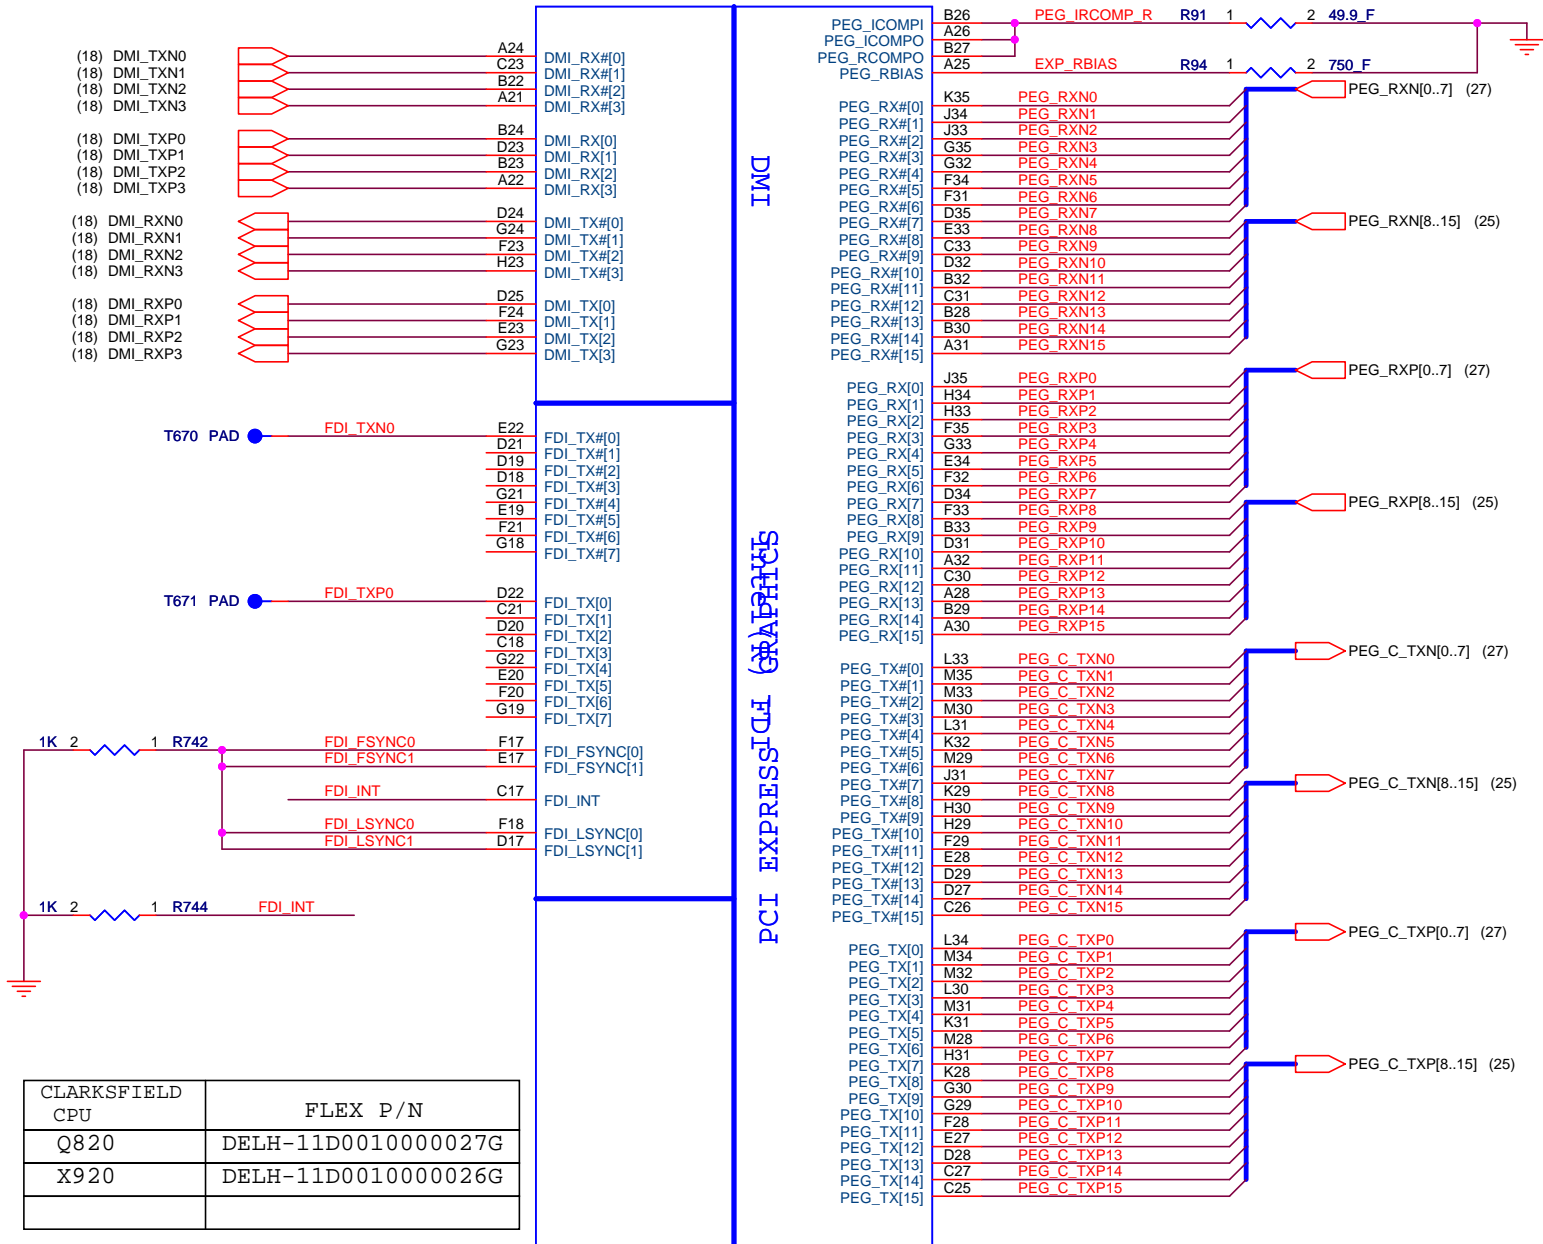 (18) DMI_TXN0 A24 DMI_RX#[0]
(18) DMI_TXN1 C23 DMI_RX#[1]
(18) DMI_TXN2 B22 DMI_RX#[2]
(18) DMI_TXN3 A21 DMI_RX#[3]
(18) DMI_TXP0 B24 DMI_RX[0]
(18) DMI_TXP1 D23 DMI_RX[1]
(18) DMI_TXP2 B23 DMI_RX[2]
(18) DMI_TXP3 A22 DMI_RX[3]
(18) DMI_RXN0 D24 DMI_TX#[0]
(18) DMI_RXN1 G24 DMI_TX#[1]
(18) DMI_RXN2 F23 DMI_TX#[2]
(18) DMI_RXN3 H23 DMI_TX#[3]
(18) DMI_RXP0 D25 DMI_TX[0]
(18) DMI_RXP1 F24 DMI_TX[1]
(18) DMI_RXP2 E23 DMI_TX[2]
(18) DMI_RXP3 G23 DMI_TX[3]
T670 PAD FDI_TXN0 E22 FDI_TX#[0]
D21 FDI_TX#[1]
D19 FDI_TX#[2]
D18 FDI_TX#[3]
G21 FDI_TX#[4]
E19 FDI_TX#[5]
F21 FDI_TX#[6]
G18 FDI_TX#[7]
T671 PAD FDI_TXP0 D22 FDI_TX[0]
C21 FDI_TX[1]
D20 FDI_TX[2]
C18 FDI_TX[3]
G22 FDI_TX[4]
E20 FDI_TX[5]
F20 FDI_TX[6]
G19 FDI_TX[7]
1K 2 1 R742 FDI_FSYNC0 F17 FDI_FSYNC[0]
FDI_FSYNC1 E17 FDI_FSYNC[1]
FDI_INT C17 FDI_INT
FDI_LSYNC0 F18 FDI_LSYNC[0]
FDI_LSYNC1 D17 FDI_LSYNC[1]
1K 2 1 R744 FDI_INT
DMI
Intel(R) FDI
PCI EXPRESS -- GRAPHICS
PEG_ICOMPI B26 PEG_IRCOMP_R R91 1 2 49.9_F
PEG_ICOMPO A26
PEG_RCOMPO B27
PEG_RBIAS A25 EXP_RBIAS R94 1 2 750_F
PEG_RX#[0] K35 PEG_RXN0 PEG_RXN[0..7] (27)
PEG_RX#[1] J34 PEG_RXN1
PEG_RX#[2] J33 PEG_RXN2
PEG_RX#[3] G35 PEG_RXN3
PEG_RX#[4] G32 PEG_RXN4
PEG_RX#[5] F34 PEG_RXN5
PEG_RX#[6] F31 PEG_RXN6
PEG_RX#[7] D35 PEG_RXN7
PEG_RX#[8] E33 PEG_RXN8 PEG_RXN[8..15] (25)
PEG_RX#[9] C33 PEG_RXN9
PEG_RX#[10] D32 PEG_RXN10
PEG_RX#[11] B32 PEG_RXN11
PEG_RX#[12] C31 PEG_RXN12
PEG_RX#[13] B28 PEG_RXN13
PEG_RX#[14] B30 PEG_RXN14
PEG_RX#[15] A31 PEG_RXN15
PEG_RX[0] J35 PEG_RXP0 PEG_RXP[0..7] (27)
PEG_RX[1] H34 PEG_RXP1
PEG_RX[2] H33 PEG_RXP2
PEG_RX[3] F35 PEG_RXP3
PEG_RX[4] G33 PEG_RXP4
PEG_RX[5] E34 PEG_RXP5
PEG_RX[6] F32 PEG_RXP6
PEG_RX[7] D34 PEG_RXP7
PEG_RX[8] F33 PEG_RXP8 PEG_RXP[8..15] (25)
PEG_RX[9] B33 PEG_RXP9
PEG_RX[10] D31 PEG_RXP10
PEG_RX[11] A32 PEG_RXP11
PEG_RX[12] C30 PEG_RXP12
PEG_RX[13] A28 PEG_RXP13
PEG_RX[14] B29 PEG_RXP14
PEG_RX[15] A30 PEG_RXP15
PEG_TX#[0] L33 PEG_C_TXN0 PEG_C_TXN[0..7] (27)
PEG_TX#[1] M35 PEG_C_TXN1
PEG_TX#[2] M33 PEG_C_TXN2
PEG_TX#[3] M30 PEG_C_TXN3
PEG_TX#[4] L31 PEG_C_TXN4
PEG_TX#[5] K32 PEG_C_TXN5
PEG_TX#[6] M29 PEG_C_TXN6
PEG_TX#[7] J31 PEG_C_TXN7
PEG_TX#[8] K29 PEG_C_TXN8 PEG_C_TXN[8..15] (25)
PEG_TX#[9] H30 PEG_C_TXN9
PEG_TX#[10] H29 PEG_C_TXN10
PEG_TX#[11] F29 PEG_C_TXN11
PEG_TX#[12] E28 PEG_C_TXN12
PEG_TX#[13] D29 PEG_C_TXN13
PEG_TX#[14] D27 PEG_C_TXN14
PEG_TX#[15] C26 PEG_C_TXN15
PEG_TX[0] L34 PEG_C_TXP0 PEG_C_TXP[0..7] (27)
PEG_TX[1] M34 PEG_C_TXP1
PEG_TX[2] M32 PEG_C_TXP2
PEG_TX[3] L30 PEG_C_TXP3
PEG_TX[4] M31 PEG_C_TXP4
PEG_TX[5] K31 PEG_C_TXP5
PEG_TX[6] M28 PEG_C_TXP6
PEG_TX[7] H31 PEG_C_TXP7
PEG_TX[8] K28 PEG_C_TXP8 PEG_C_TXP[8..15] (25)
PEG_TX[9] G30 PEG_C_TXP9
PEG_TX[10] G29 PEG_C_TXP10
PEG_TX[11] F28 PEG_C_TXP11
PEG_TX[12] E27 PEG_C_TXP12
PEG_TX[13] D28 PEG_C_TXP13
PEG_TX[14] C27 PEG_C_TXP14
PEG_TX[15] C25 PEG_C_TXP15
CLARKSFIELD
CPU FLEX P/N
Q820 DELH-11D0010000027G
X920 DELH-11D0010000026G